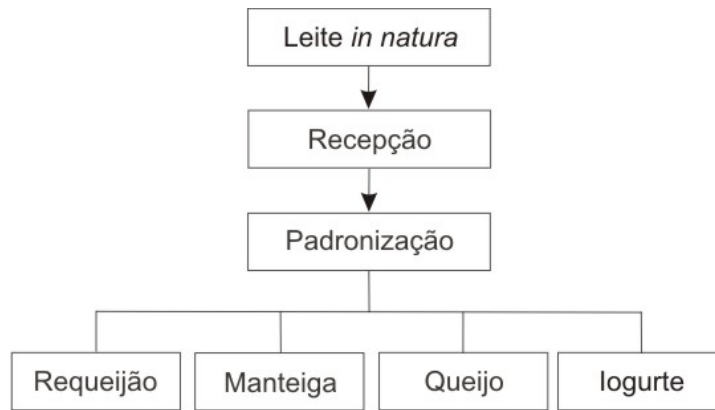 Leite in natura
Recepção
Padronização
Requeijão
Manteiga
Queijo
Iogurte